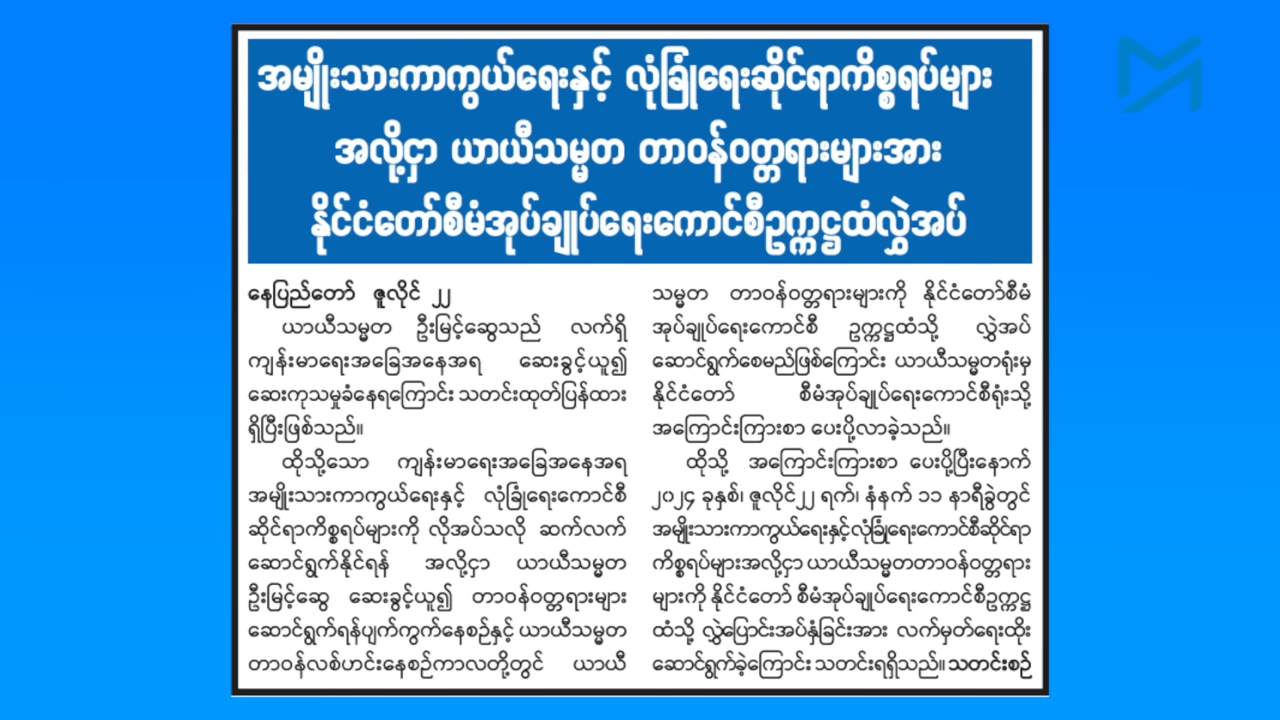 အမျိုးသားကာကွယ်ရေးနှင့် လုံခြုံရေးဆိုင်ရာကိစ္စရပ်များ
အလို့ငှာ ယာယီသမ္မတ တာဝန်ဝတ္တရားများအား
နိုင်ငံတော်စီမံအုပ်ချုပ်ရေးကောင်စီဥက္ကဋ္ဌထံလွှဲအပ်
နေပြည်တော် ဇူလိုင် ၂၂
ယာယီသမ္မတ ဦးမြင့်ဆွေသည် လက်ရှိ
ကျန်းမာရေးအခြေအနေအရ ဆေးခွင့်ယူ၍
ဆေးကုသမှုခံနေရကြောင်း သတင်းထုတ်ပြန်ထား
ရှိပြီးဖြစ်သည်။
ထိုသို့သော ကျန်းမာရေးအခြေအနေအရ
အမျိုးသားကာကွယ်ရေးနှင့် လုံခြုံရေးကောင်စီ
ဆိုင်ရာကိစ္စရပ်များကို လိုအပ်သလို ဆက်လက်
ဆောင်ရွက်နိုင်ရန် အလို့ငှာ ယာယီသမ္မတ
ဦးမြင့်ဆွေ ဆေးခွင့်ယူ၍ တာဝန်ဝတ္တရားများ
ဆောင်ရွက်ရန်ပျက်ကွက်နေစဉ်နှင့် ယာယီသမ္မတ
တာဝန်လစ်ဟင်းနေစဉ်ကာလတို့တွင် ယာယီ
သမ္မတ တာဝန်ဝတ္တရားများကို နိုင်ငံတော်စီမံ
အုပ်ချုပ်ရေးကောင်စီ ဥက္ကဋ္ဌထံသို့ လွှဲအပ်
ဆောင်ရွက်စေမည်ဖြစ်ကြောင်း ယာယီသမ္မတရုံးမှ
နိုင်ငံတော် စီမံအုပ်ချုပ်ရေးကောင်စီရုံးသို့
အကြောင်းကြားစာ ပေးပို့လာခဲ့သည်။
ထိုသို့ အကြောင်းကြားစာ ပေးပို့ပြီးနောက်
၂၀၂၄ ခုနှစ်၊ ဇူလိုင်၂၂ ရက်၊ နံနက် ၁၁ နာရီခွဲတွင်
အမျိုးသားကာကွယ်ရေးနှင့်လုံခြုံရေးကောင်စီဆိုင်ရာ
ကိစ္စရပ်များအလို့ငှာ ယာယီသမ္မတတာဝန်ဝတ္တရား
များကို နိုင်ငံတော် စီမံအုပ်ချုပ်ရေးကောင်စီဥက္ကဋ္ဌ
ထံသို့ လွှဲပြောင်းအပ်နှံခြင်းအား လက်မှတ်ရေးထိုး
ဆောင်ရွက်ခဲ့ကြောင်း သတင်းရရှိသည်။ သတင်းစဉ်